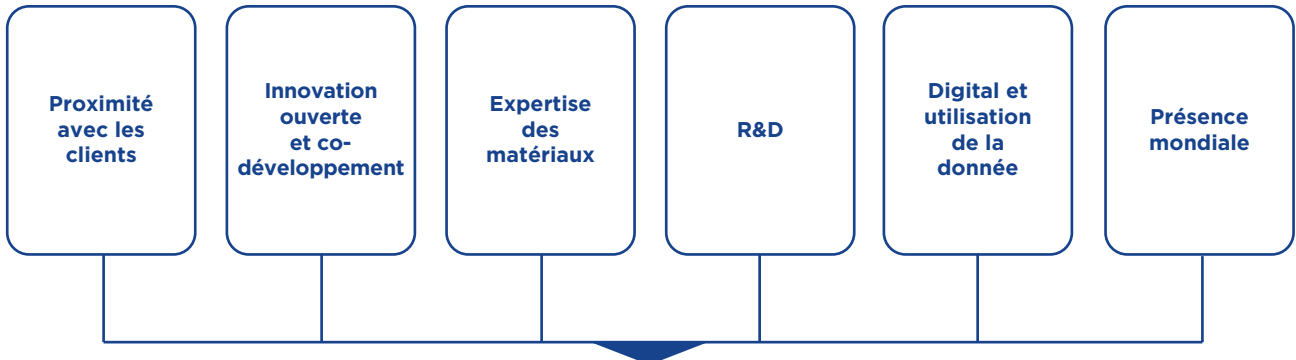 Proximité
avec les
clients
Innovation
ouverte
et co-
développement
Expertise
des
matériaux
R&D
Digital et
utilisation
de la
donnée
Présence
mondiale